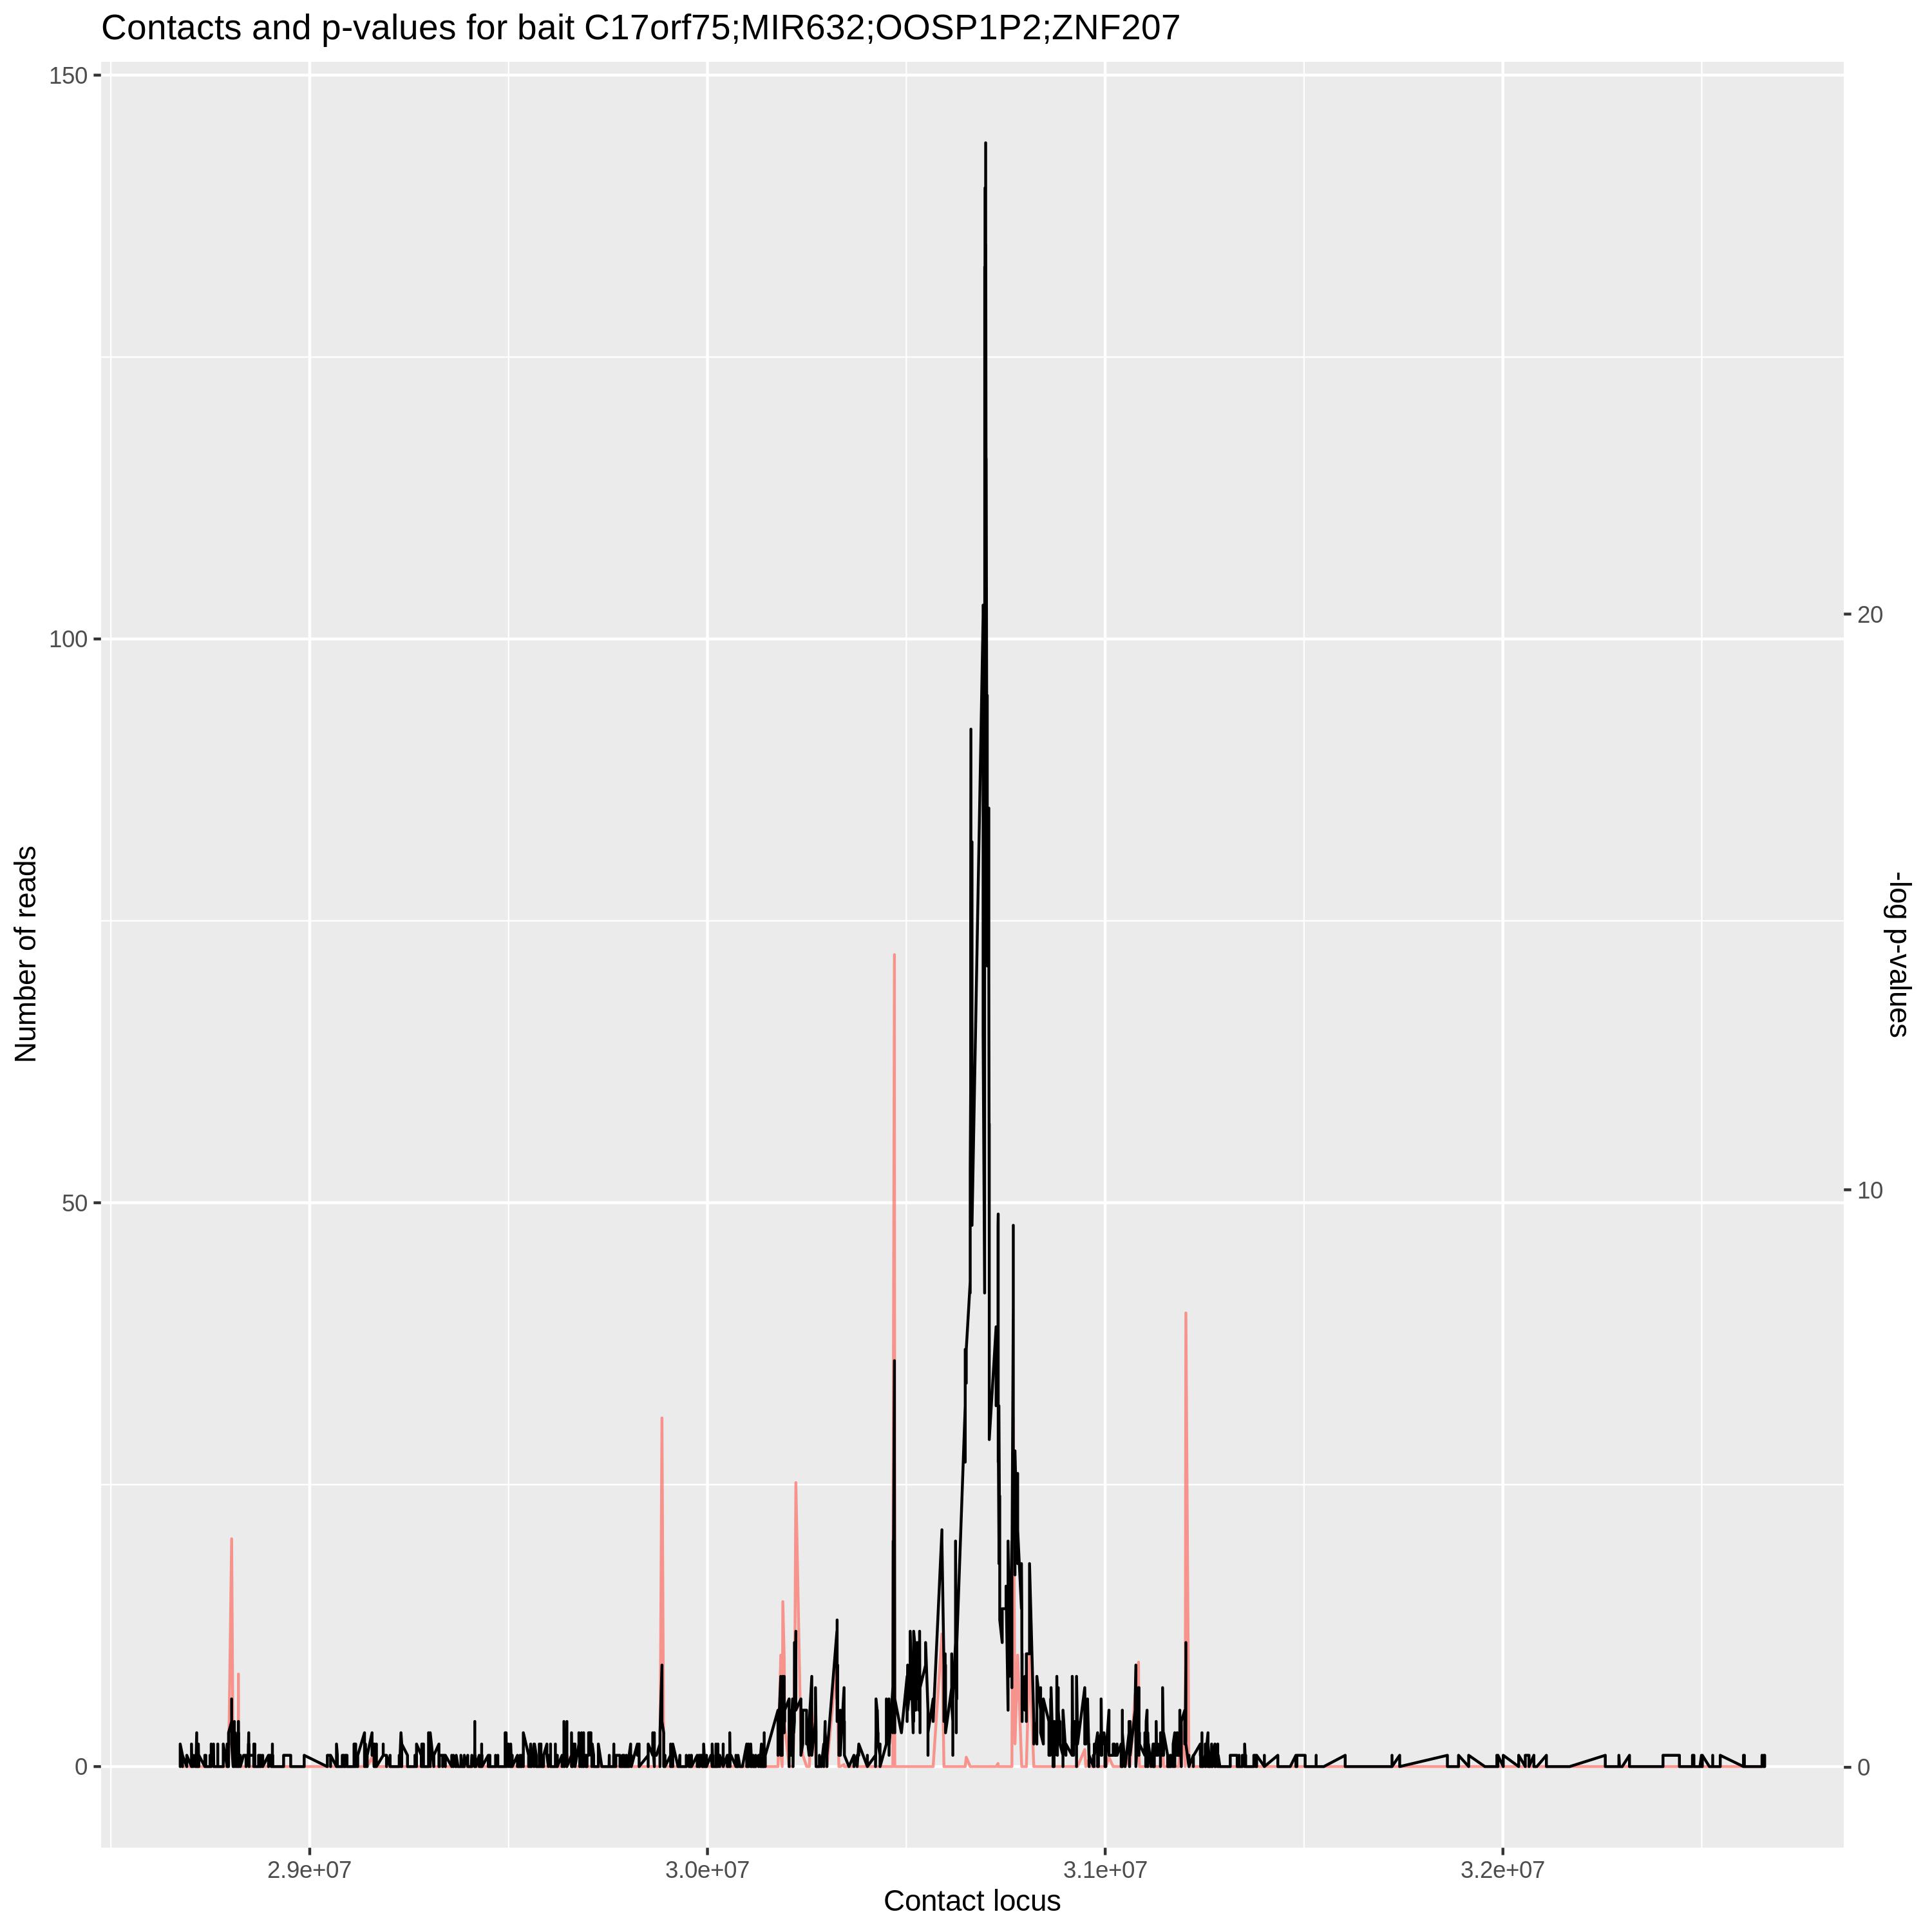 Contacts and p-values for bait C17orf75;MIR632;OOSP1P2;ZNF207
150
100
50
0
Number of reads
20
10
0
-log p-values
2.9e+07
3.0e+07
3.1e+07
3.2e+07
Contact locus